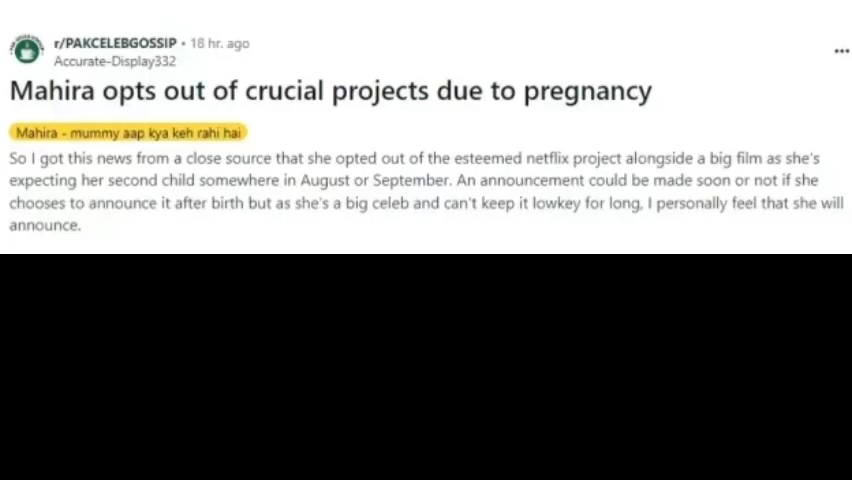 r/PAKCELEBGOSSIP • 18 hr. ago
Accurate-Display332
Mahira opts out of crucial projects due to pregnancy
Mahira - mummy aap kya keh rahi hai
So I got this news from a close source that she opted out of the esteemed netflix project alongside a big film as she's
expecting her second child somewhere in August or September. An announcement could be made soon or not if she
chooses to announce it after birth but as she's a big celeb and can't keep it lowkey for long, I personally feel that she will
announce.